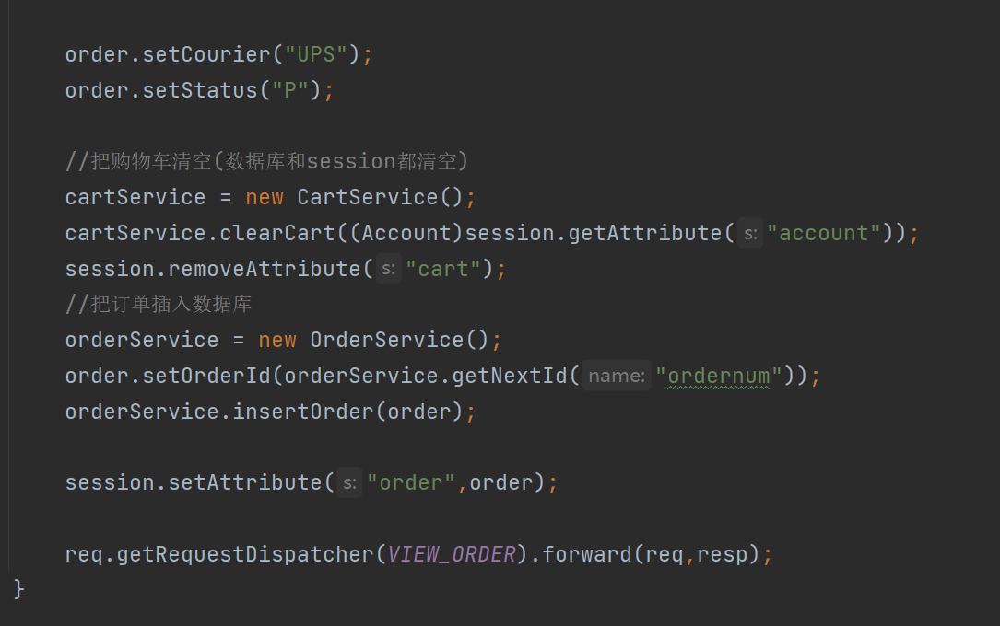 order.setCourier("UPS");
order.setStatus("P");
//把购物车清空(数据库和session都清空)
cartService = new CartService();
cartService.clearCart((Account)session.getAttribute( s: "account"));
session.removeAttribute( s: "cart");
//把订单插入数据库
orderService = new OrderService();
order.setOrderId(orderService.getNextId( name: "ordernum"));
orderService.insertOrder(order);
session.setAttribute( s: "order",order);
req.getRequestDispatcher(VIEW_ORDER).forward(req,resp);
}